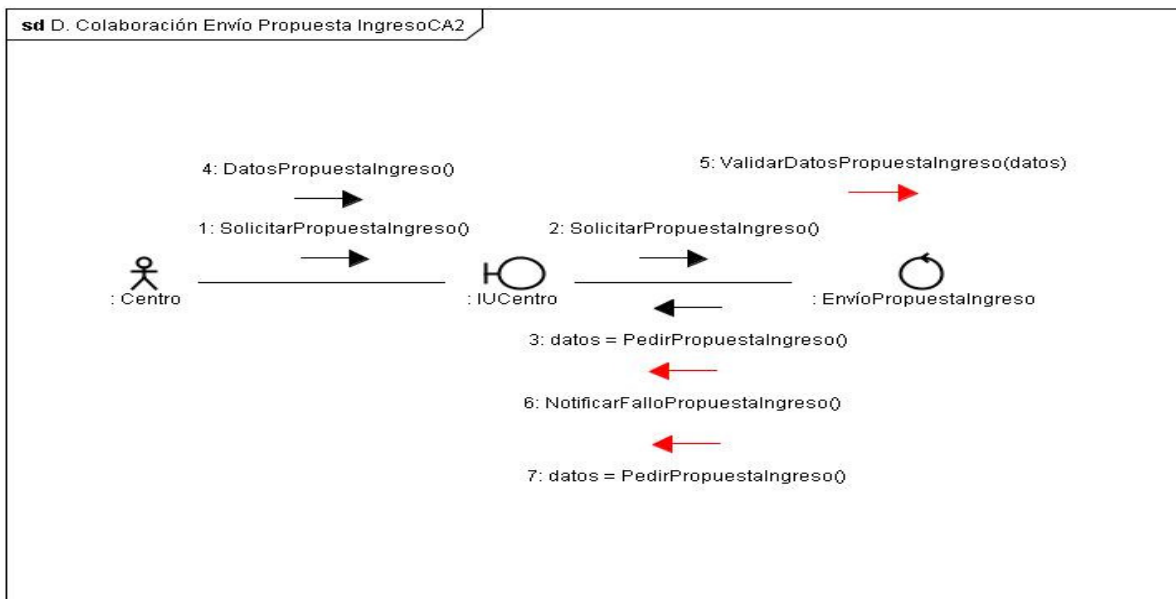 sd D. Colaboración Envío Propuesta IngresoCA2
4: DatosPropuestaIngreso()
5: ValidarDatosPropuestaIngreso(datos)
1: SolicitarPropuestaIngreso()
2: SolicitarPropuestaIngreso()
: Centro
: IUCentro
: EnvíoPropuestaIngreso
3: datos = PedirPropuestaIngreso()
6: NotificarFalloPropuestaIngreso()
7: datos = PedirPropuestaIngreso()